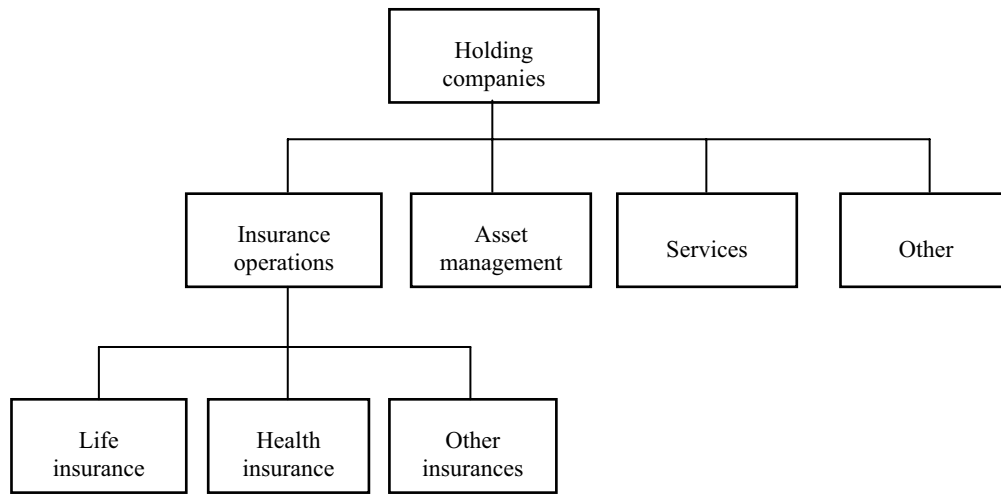 Holding
companies
Insurance
operations
Asset
management
Services
Other
Life
insurance
Health
insurance
Other
insurances